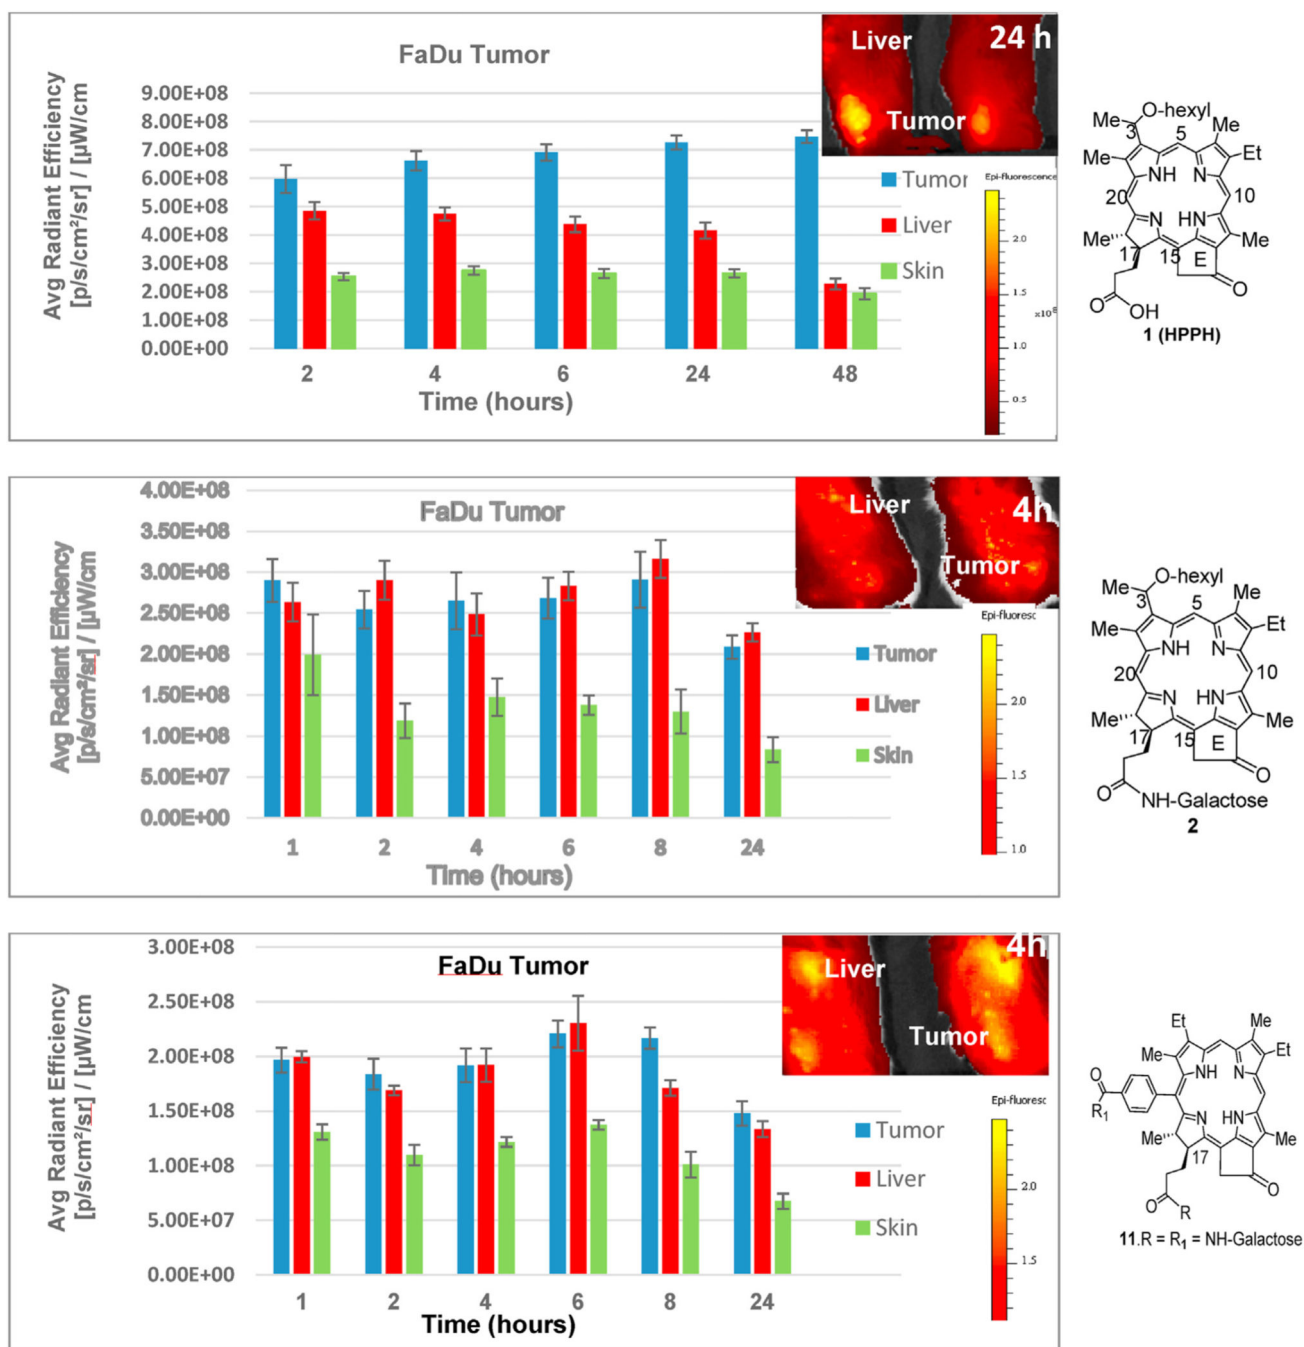 FaDu Tumor
Avg Radiant Efficiency
[p/s/cm²/sr] / [µW/cm
9.00E+08
8.00E+08
7.00E+08
6.00E+08
5.00E+08
4.00E+08
3.00E+08
2.00E+08
1.00E+08
0.00E+00
2 4 6 24 48
Time (hours)
Tumor
Liver
Skin
Liver
24 h
Tumor
Epi-fluorescence
2.0
1.5
1.0
0.5
Me O-hexyl
3 5 Me
Me Et
NH N
20 10
N HN
Me Me
17 15 E
O
O
OH
1 (HPPH)
4.00E+08
FaDu Tumor
Avg Radiant Efficiency
[p/s/cm²/sr] / [µW/cm
3.50E+08
3.00E+08
2.50E+08
2.00E+08
1.50E+08
1.00E+08
5.00E+07
0.00E+00
1 2 4 6 8 24
Time (hours)
Tumor
Liver
Skin
Liver
4h
Tumor
Epi-fluoresc
2.0
1.5
1.0
Me O-hexyl
3 5 Me
Me Et
NH N
20 10
N HN
Me Me
17 15 E
O
O
NH-Galactose
2
3.00E+08
FaDu Tumor
Avg Radiant Efficiency
[p/s/cm²/sr] / [µW/cm
2.50E+08
2.00E+08
1.50E+08
1.00E+08
5.00E+07
0.00E+00
1 2 4 6 8 24
Time (hours)
Tumor
Liver
Skin
4h
Liver
Tumor
Epi-fluoresc
2.0
1.5
Et Me
Me Et
NH N
O
R₁
N HN
Me Me
17
O
O
R
11.R = R₁ = NH-Galactose